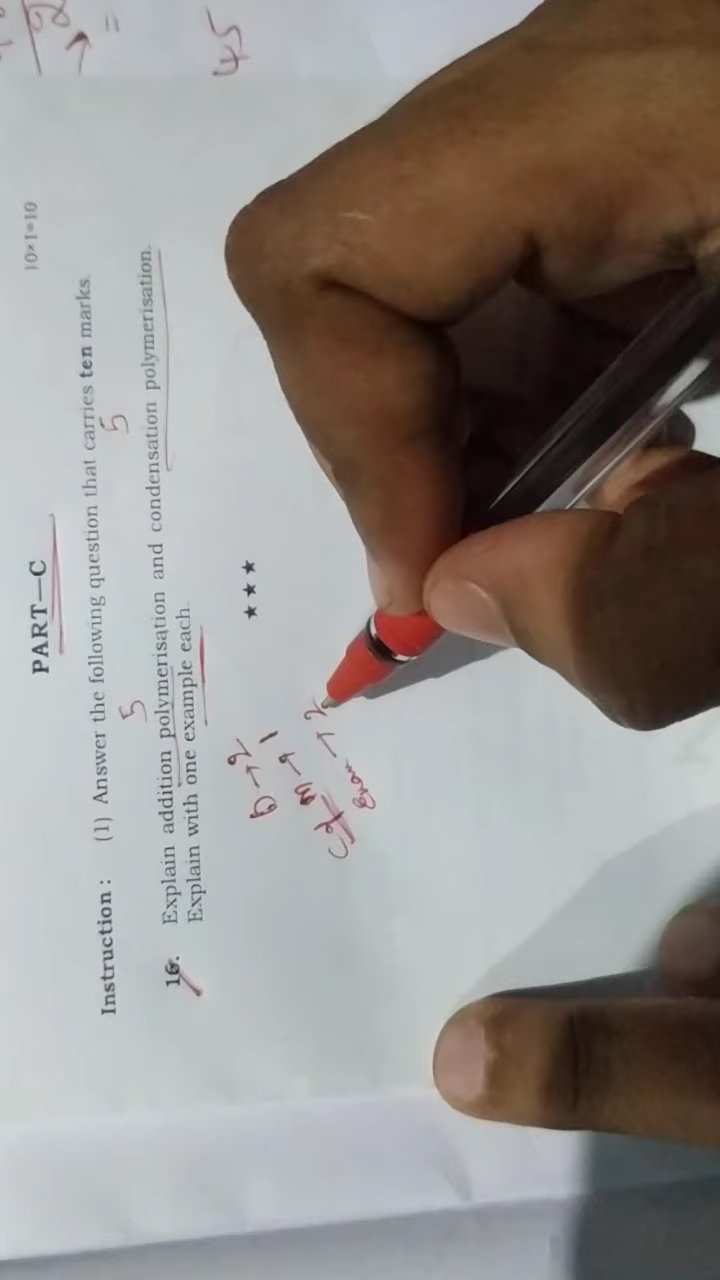 45
PART—C
10×1=10
Instruction : (1) Answer the following question that carries ten marks.
5 5
16. Explain addition polymerisation and condensation polymerisation.
Explain with one example each.
★ ★ ★
D → 2
M → 1
Exam → 2